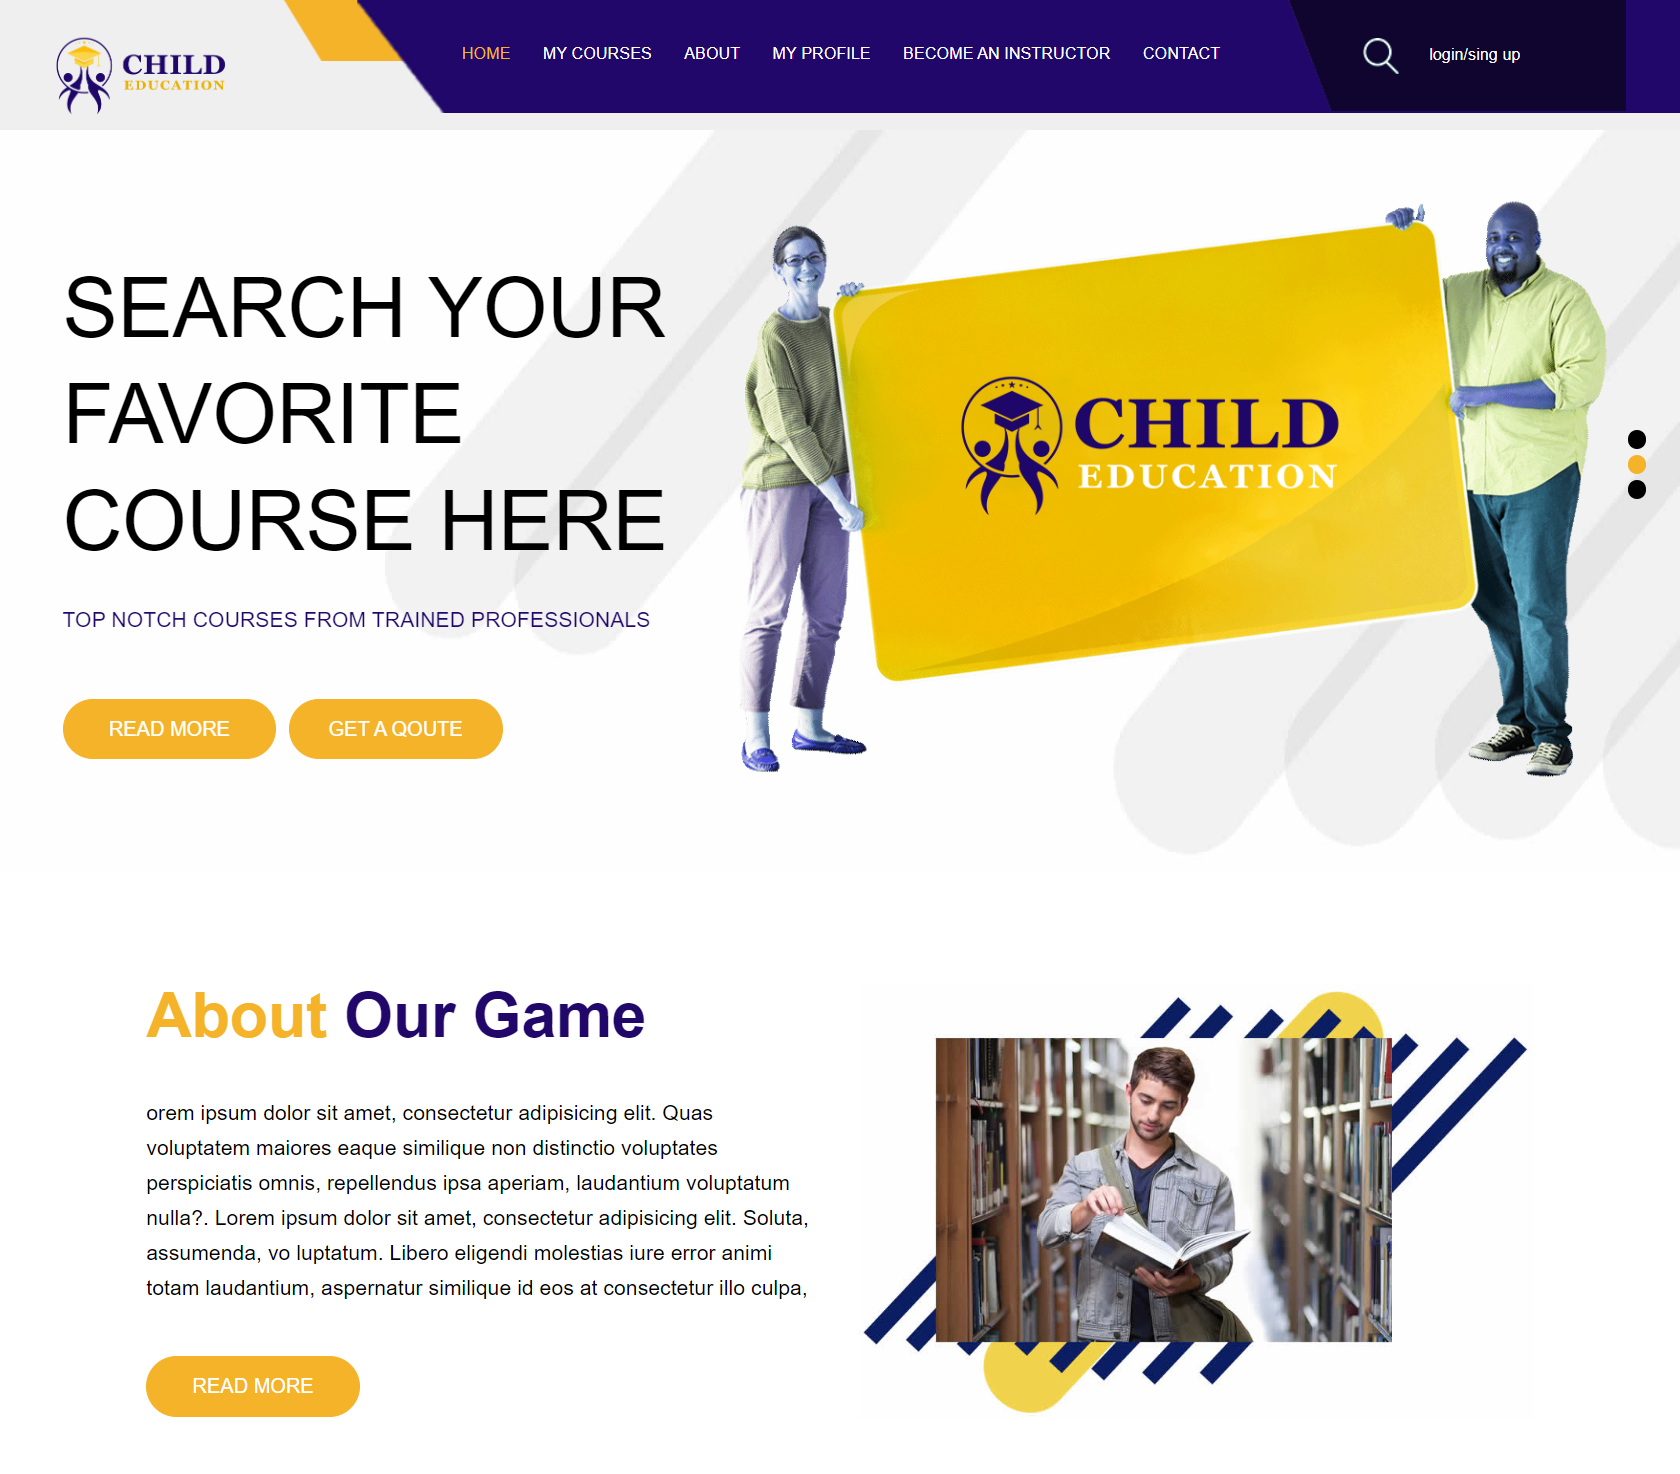 CHILD
EDUCATION
HOME MY COURSES ABOUT MY PROFILE BECOME AN INSTRUCTOR CONTACT
login/sing up
SEARCH YOUR
FAVORITE
COURSE HERE
TOP NOTCH COURSES FROM TRAINED PROFESSIONALS
READ MORE
GET A QOUTE
CHILD
EDUCATION
About Our Game
orem ipsum dolor sit amet, consectetur adipisicing elit. Quas
voluptatem maiores eaque similique non distinctio voluptates
perspiciatis omnis, repellendus ipsa aperiam, laudantium voluptatum
nulla?. Lorem ipsum dolor sit amet, consectetur adipisicing elit. Soluta,
assumenda, vo luptatum. Libero eligendi molestias iure error animi
totam laudantium, aspernatur similique id eos at consectetur illo culpa,
READ MORE